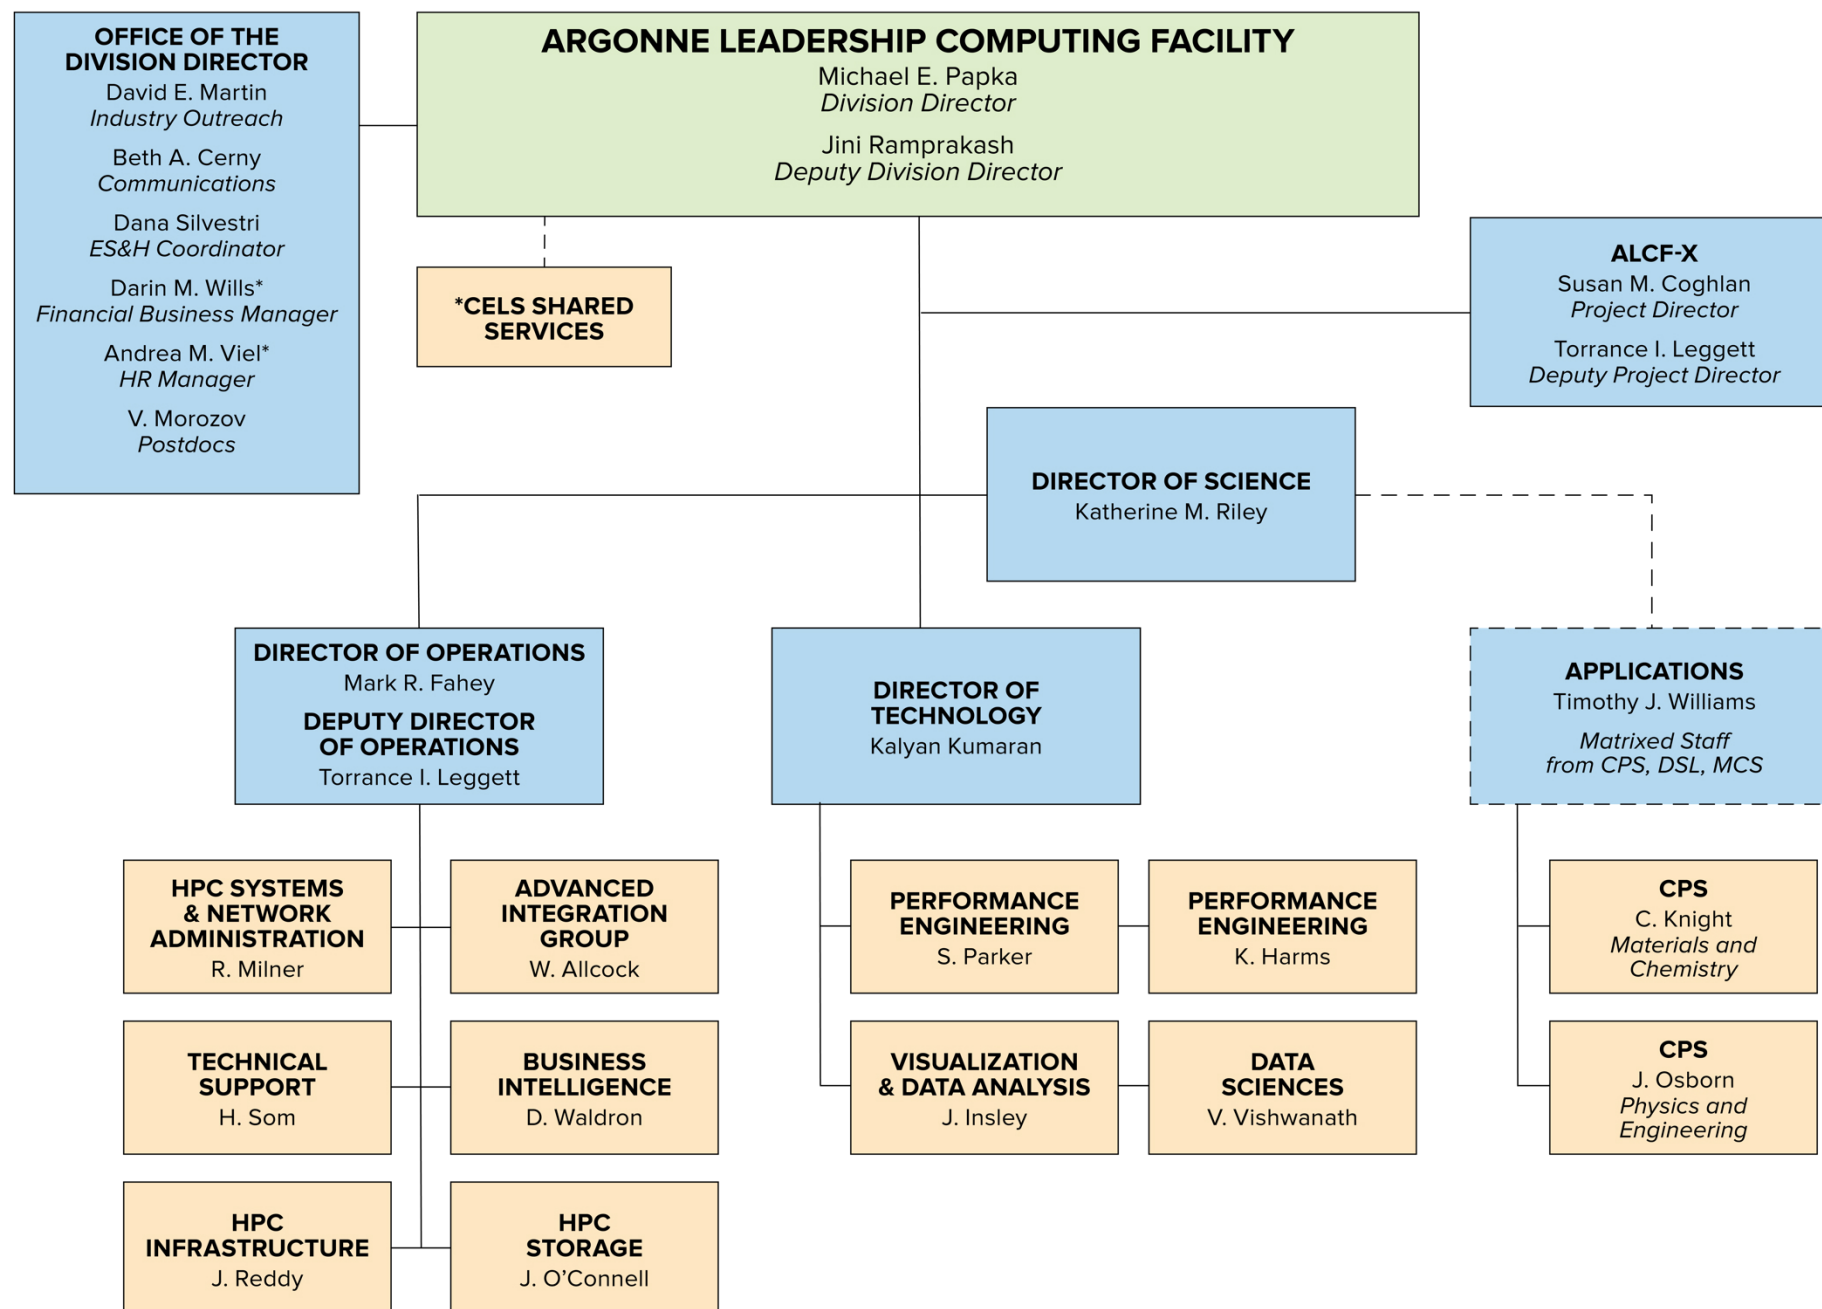 OFFICE OF THE
DIVISION DIRECTOR
David E. Martin
Industry Outreach
Beth A. Cerny
Communications
Dana Silvestri
ES&H Coordinator
Darin M. Wills*
Financial Business Manager
Andrea M. Viel*
HR Manager
V. Morozov
Postdocs
ARGONNE LEADERSHIP COMPUTING FACILITY
Michael E. Papka
Division Director
Jini Ramprakash
Deputy Division Director
*CELS SHARED
SERVICES
ALCF-X
Susan M. Coghlan
Project Director
Torrance I. Leggett
Deputy Project Director
DIRECTOR OF SCIENCE
Katherine M. Riley
DIRECTOR OF OPERATIONS
Mark R. Fahey
DEPUTY DIRECTOR
OF OPERATIONS
Torrance I. Leggett
DIRECTOR OF
TECHNOLOGY
Kalyan Kumaran
APPLICATIONS
Timothy J. Williams
Matrixed Staff
from CPS, DSL, MCS
HPC SYSTEMS
& NETWORK
ADMINISTRATION
R. Milner
ADVANCED
INTEGRATION
GROUP
W. Allcock
PERFORMANCE
ENGINEERING
S. Parker
PERFORMANCE
ENGINEERING
K. Harms
CPS
C. Knight
Materials and
Chemistry
TECHNICAL
SUPPORT
H. Som
BUSINESS
INTELLIGENCE
D. Waldron
VISUALIZATION
& DATA ANALYSIS
J. Insley
DATA
SCIENCES
V. Vishwanath
CPS
J. Osborn
Physics and
Engineering
HPC
INFRASTRUCTURE
J. Reddy
HPC
STORAGE
J. O’Connell